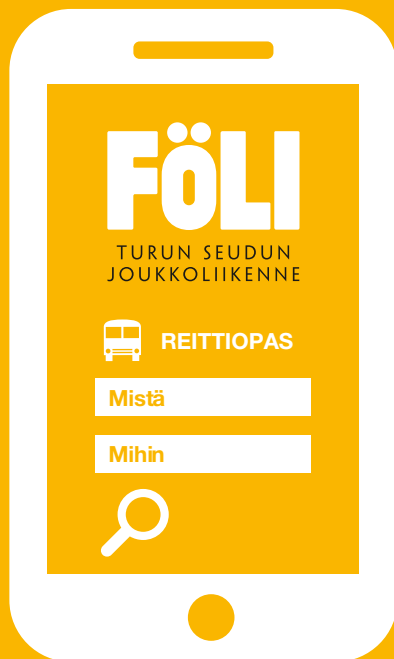 FÖLI
TURUN SEUDUN
JOUKKOLIIKENNE
REITTIOPAS
Mistä
Mihin